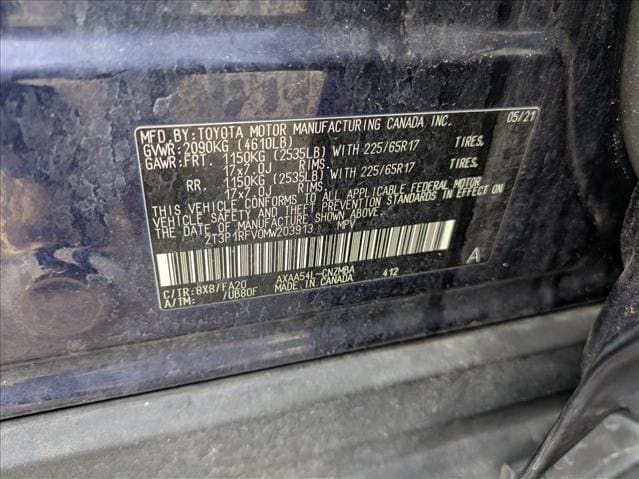 MFD. BY: TOYOTA MOTOR MANUFACTURING CANADA INC. 05/21
GVWR: 2090KG (4610LB)
GAWR: FRT. 1150KG (2535LB) WITH 225/65R17 TIRES,
17x7.0J RIMS,
RR. 1150KG (2535LB) WITH 225/65R17 TIRES,
17x7.0J RIMS.
THIS VEHICLE CONFORMS TO ALL APPLICABLE FEDERAL MOTOR
VEHICLE SAFETY AND THEFT PREVENTION STANDARDS IN EFFECT ON
THE DATE OF MANUFACTURE SHOWN ABOVE.
2T3P1RFV0MW203913 MPV
A
C/TR: 8X8/FA20 AXAA54L-CNZMBA 412
A/TM: /UB80F MADE IN CANADA